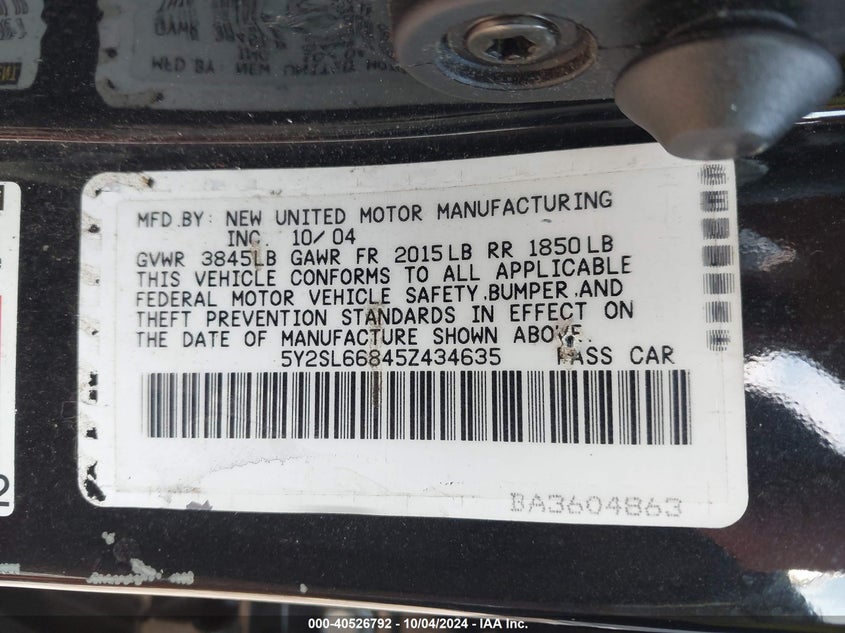 MFD.BY: NEW UNITED MOTOR MANUFACTURING
INC. 10/04
GVWR 3845LB GAWR FR 2015LB RR 1850LB
THIS VEHICLE CONFORMS TO ALL APPLICABLE
FEDERAL MOTOR VEHICLE SAFETY,BUMPER,AND
THEFT PREVENTION STANDARDS IN EFFECT ON
THE DATE OF MANUFACTURE SHOWN ABOVE.
5Y2SL66845Z434635 PASS CAR
BA3604863
2
000-40526792 - 10/04/2024 - IAA Inc.